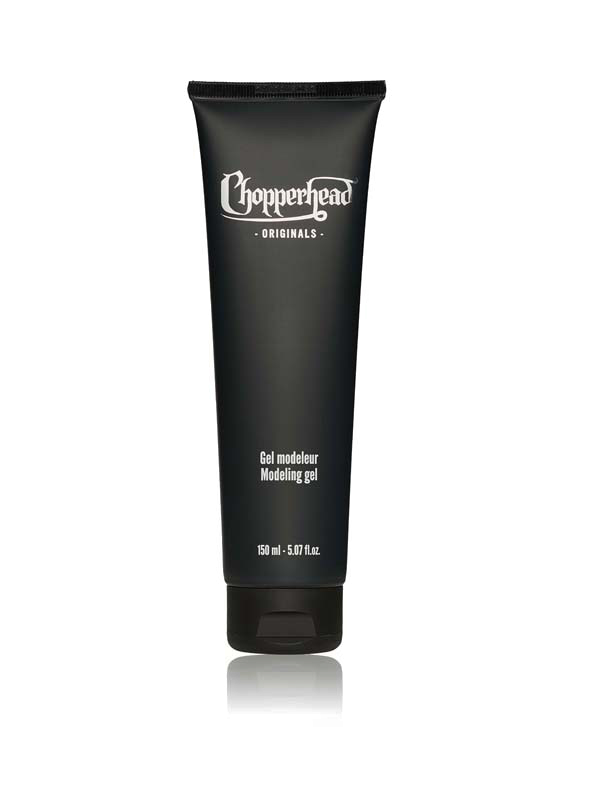 Chopperhead
- ORIGINALS -
Gel modeleur
Modeling gel
150 ml - 5.07 fl.oz.